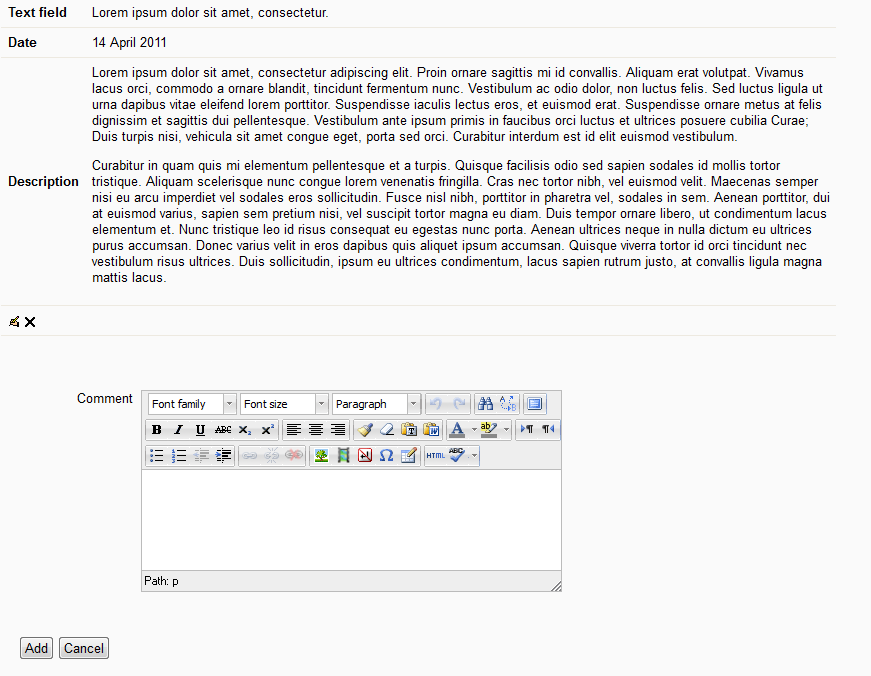 Text field Lorem ipsum dolor sit amet, consectetur.
Date 14 April 2011
Lorem ipsum dolor sit amet, consectetur adipiscing elit. Proin ornare sagittis mi id convallis. Aliquam erat volutpat. Vivamus
lacus orci, commodo a ornare blandit, tincidunt fermentum nunc. Vestibulum ac odio dolor, non luctus felis. Sed luctus ligula ut
urna dapibus vitae eleifend lorem porttitor. Suspendisse iaculis lectus eros, et euismod erat. Suspendisse ornare metus at felis
dignissim et sagittis dui pellentesque. Vestibulum ante ipsum primis in faucibus orci luctus et ultrices posuere cubilia Curae;
Duis turpis nisi, vehicula sit amet congue eget, porta sed orci. Curabitur interdum est id elit euismod vestibulum.
Curabitur in quam quis mi elementum pellentesque et a turpis. Quisque facilisis odio sed sapien sodales id mollis tortor
Description tristique. Aliquam scelerisque nunc congue lorem venenatis fringilla. Cras nec tortor nibh, vel euismod velit. Maecenas semper
nisi eu arcu imperdiet vel sodales eros sollicitudin. Fusce nisl nibh, porttitor in pharetra vel, sodales in sem. Aenean porttitor, dui
at euismod varius, sapien sem pretium nisi, vel suscipit tortor magna eu diam. Duis tempor ornare libero, ut condimentum lacus
elementum et. Nunc tristique leo id risus consequat eu egestas nunc porta. Aenean ultrices neque in nulla dictum eu ultrices
purus accumsan. Donec varius velit in eros dapibus quis aliquet ipsum accumsan. Quisque viverra tortor id orci tincidunt nec
vestibulum risus ultrices. Duis sollicitudin, ipsum eu ultrices condimentum, lacus sapien rutrum justo, at convallis ligula magna
mattis lacus.
Comment Font family Font size Paragraph
B I U ABC X₂ X² T W A ab
HTML ABC
Path: p
Add Cancel